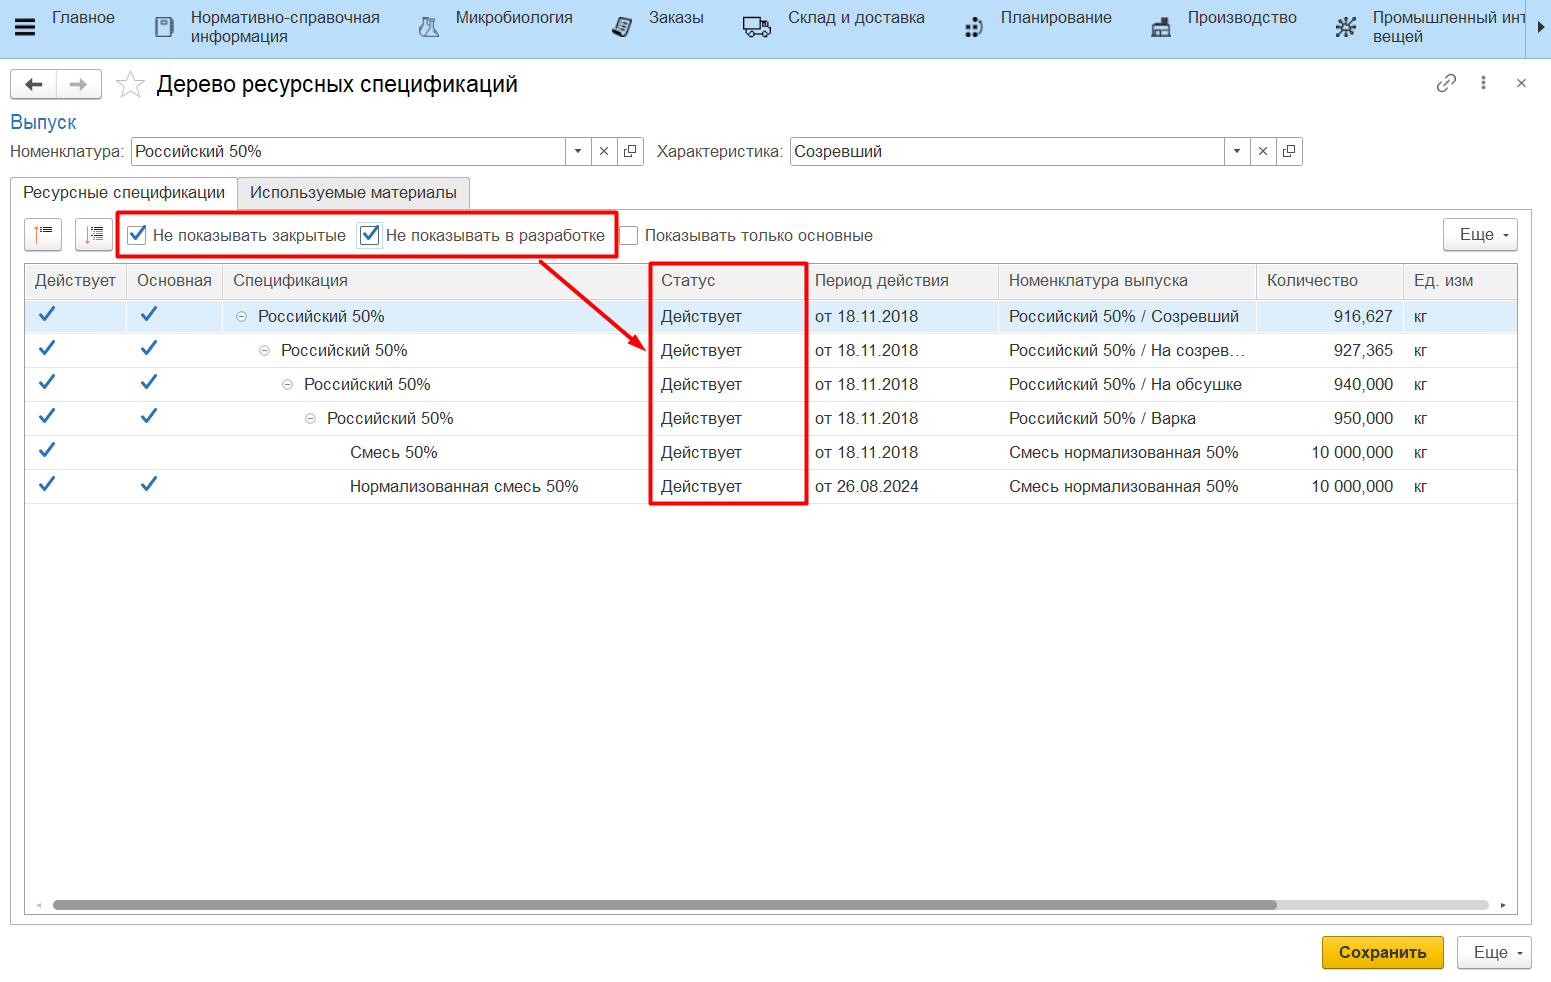 Главное
Нормативно-справочная
информация
Микробиология
Заказы
Склад и доставка
Планирование
Производство
Промышленный инт
вещей
Дерево ресурсных спецификаций
Выпуск
Номенклатура: Российский 50% Характеристика: Созревший
Ресурсные спецификации Используемые материалы
Не показывать закрытые Не показывать в разработке Показывать только основные Еще
Действует Основная Спецификация Статус Период действия Номенклатура выпуска Количество Ед. изм
Российский 50% Действует от 18.11.2018 Российский 50% / Созревший 916,627 кг
Российский 50% Действует от 18.11.2018 Российский 50% / На созрев... 927,365 кг
Российский 50% Действует от 18.11.2018 Российский 50% / На обсушке 940,000 кг
Российский 50% Действует от 18.11.2018 Российский 50% / Варка 950,000 кг
Смесь 50% Действует от 18.11.2018 Смесь нормализованная 50% 10 000,000 кг
Нормализованная смесь 50% Действует от 26.08.2024 Смесь нормализованная 50% 10 000,000 кг
Сохранить Еще